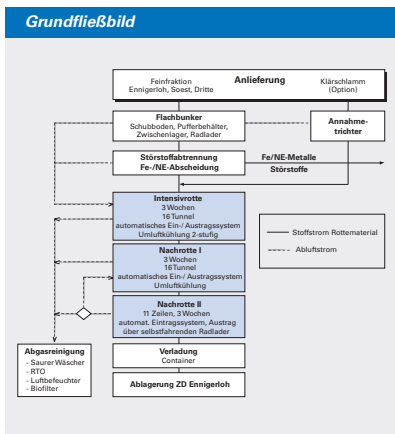 Grundfließbild
Anlieferung
Feinfraktion
Ennigerloh, Soest, Dritte
Klärschlamm
(Option)
Flachbunker
Schubboden, Pufferbehälter,
Zwischenlager, Radlader
Annahme-
trichter
Störstoffabtrennung
Fe-/NE-Abscheidung
Fe/NE-Metalle
Störstoffe
Intensivrotte
3 Wochen
16 Tunnel
automatisches Ein-/ Austragssystem
Umluftkühlung 2-stufig
Stoffstrom Rottematerial
Abluftstrom
Nachrotte I
3 Wochen
16 Tunnel
automatisches Ein-/ Austragssystem
Umluftkühlung
Nachrotte II
11 Zeilen, 3 Wochen
automat. Eintragssystem, Austrag
über selbstfahrenden Radlader
Abgasreinigung
- Saurer Wäscher
- RTO
- Luftbefeuchter
- Biofilter
Verladung
Container
Ablagerung ZD Ennigerloh